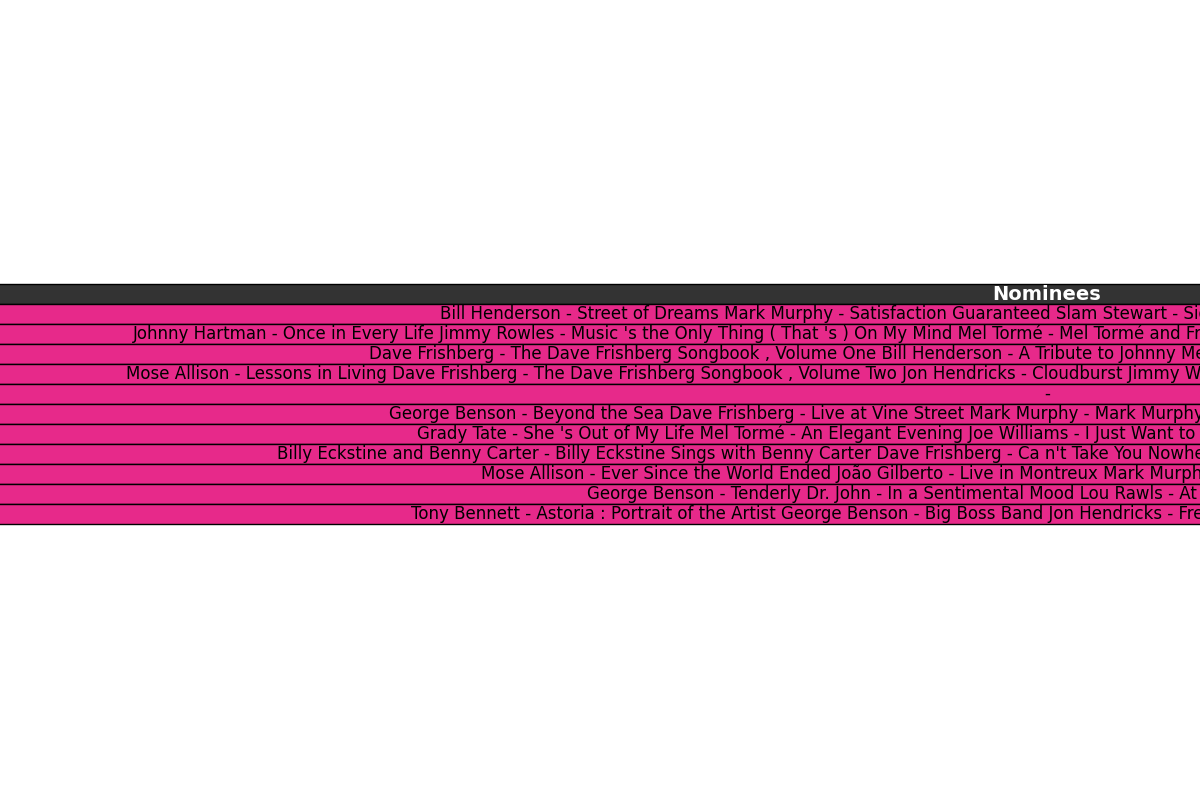 Nominees
Bill Henderson - Street of Dreams Mark Murphy - Satisfaction Guaranteed Slam Stewart -
Johnny Hartman - Once in Every Life Jimmy Rowles - Music 's the Only Thing ( That 's ) On My Mind Mel Tormé - Mel Tormé and
Dave Frishberg - The Dave Frishberg Songbook , Volume One Bill Henderson - A Tribute to Johnny
Mose Allison - Lessons in Living Dave Frishberg - The Dave Frishberg Songbook , Volume Two Jon Hendricks - Cloudburst Jimmy
-
George Benson - Beyond the Sea Dave Frishberg - Live at Vine Street Mark Murphy - Mark Murphy
Grady Tate - She 's Out of My Life Mel Tormé - An Elegant Evening Joe Williams - I Just Want to
Billy Eckstine and Benny Carter - Billy Eckstine Sings with Benny Carter Dave Frishberg - Ca n't Take You
Mose Allison - Ever Since the World Ended João Gilberto - Live in Montreux Mark
George Benson - Tenderly Dr. John - In a Sentimental Mood Lou Rawls - At
Tony Bennett - Astoria : Portrait of the Artist George Benson - Big Boss Band Jon Hendricks -